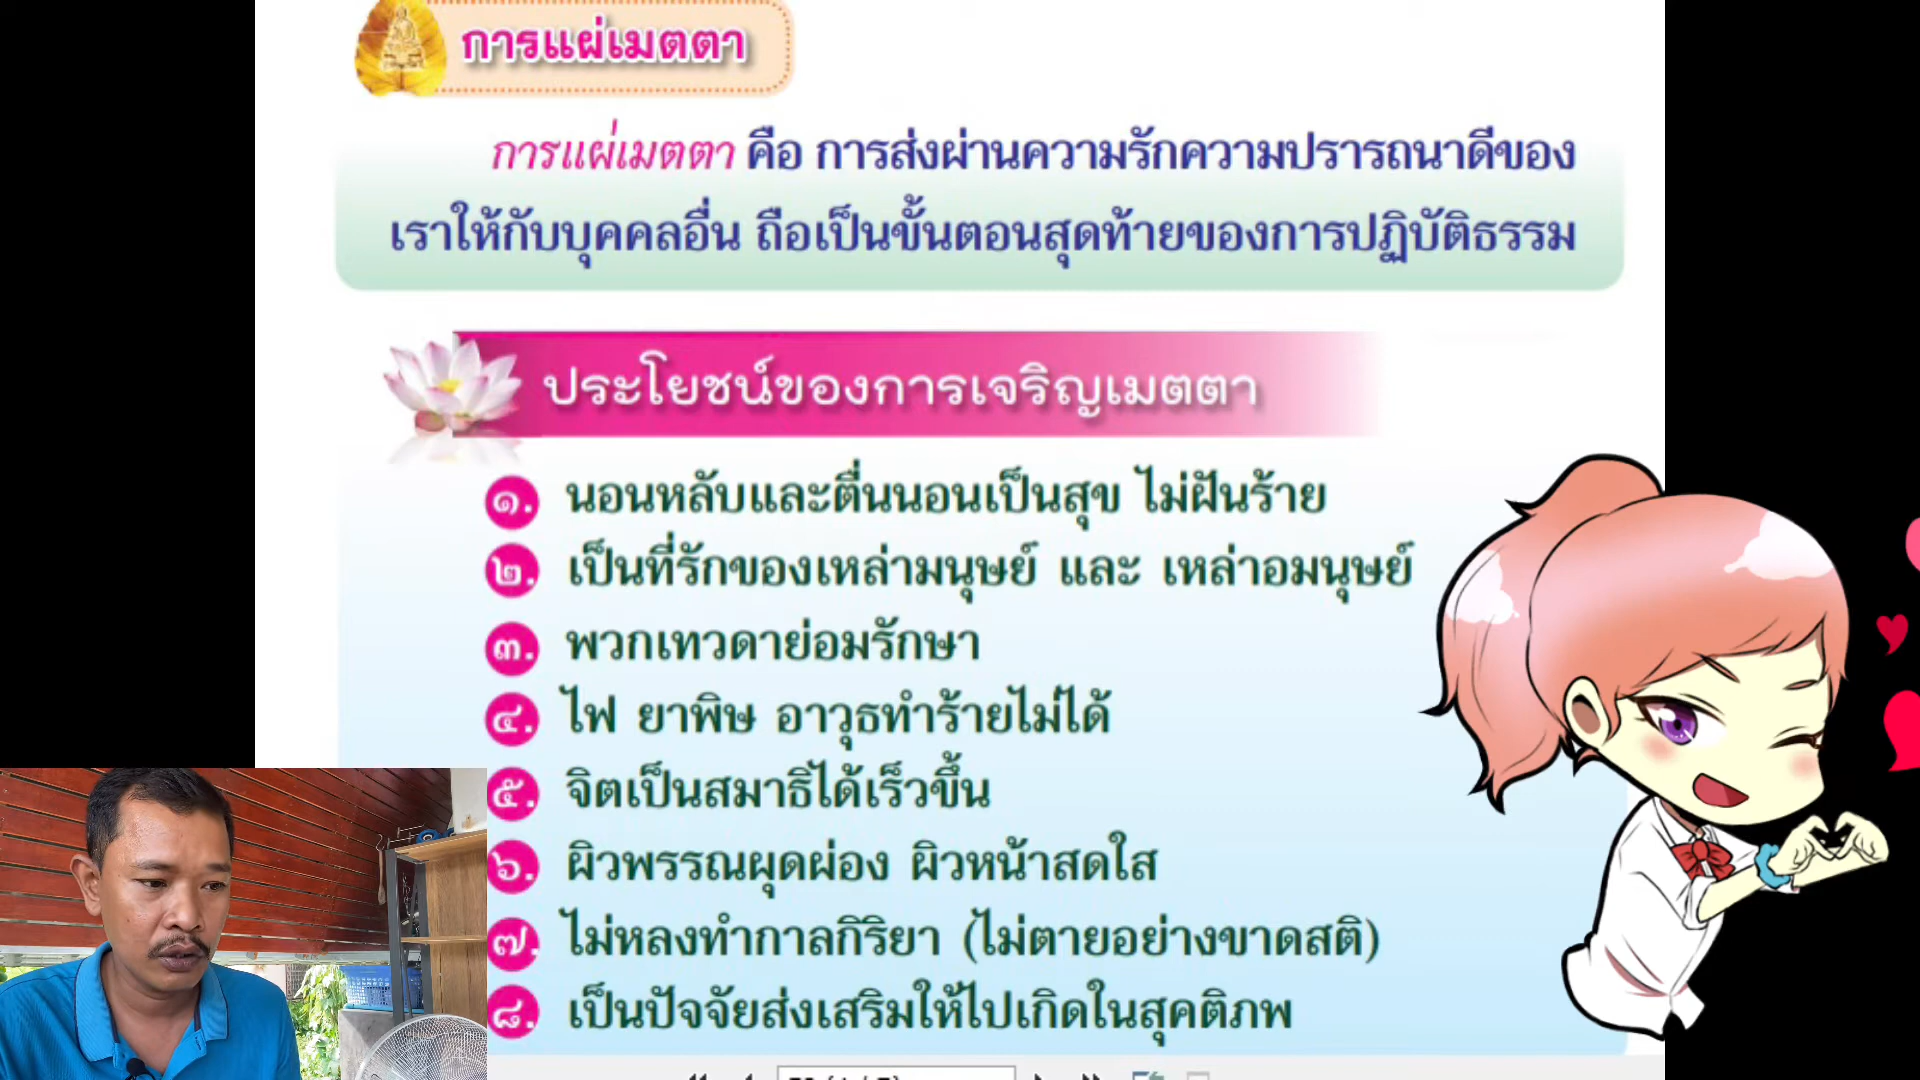 การแผ่เมตตา
การแผ่เมตตา คือ การส่งผ่านความรักความปรารถนาดีของ
เราให้กับบุคคลอื่น ถือเป็นขั้นตอนสุดท้ายของการปฏิบัติธรรม
ประโยชน์ของการเจริญเมตตา
๑. นอนหลับและตื่นนอนเป็นสุข ไม่ฝันร้าย
๒. เป็นที่รักของเหล่ามนุษย์ และ เหล่าอมนุษย์
๓. พวกเทวดาย่อมรักษา
๔. ไฟ ยาพิษ อาวุธทำร้ายไม่ได้
๕. จิตเป็นสมาธิได้เร็วขึ้น
๖. ผิวพรรณผุดผ่อง ผิวหน้าสดใส
๗. ไม่หลงทำกาลกิริยา (ไม่ตายอย่างขาดสติ)
๘. เป็นปัจจัยส่งเสริมให้ไปเกิดในสุคติภพ